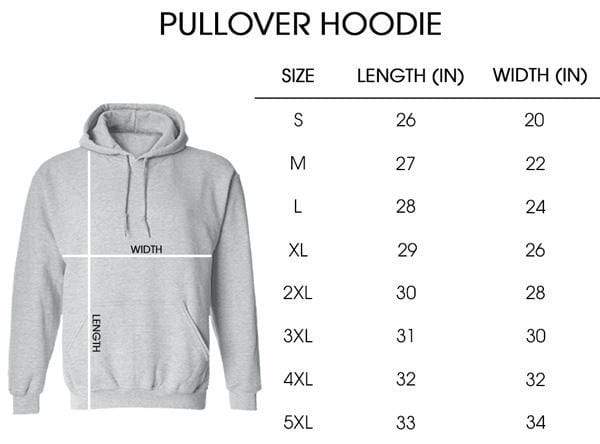 PULLOVER HOODIE
SIZE LENGTH (IN) WIDTH (IN)
S 26 20
M 27 22
L 28 24
XL 29 26
2XL 30 28
3XL 31 30
4XL 32 32
5XL 33 34
WIDTH
LENGTH